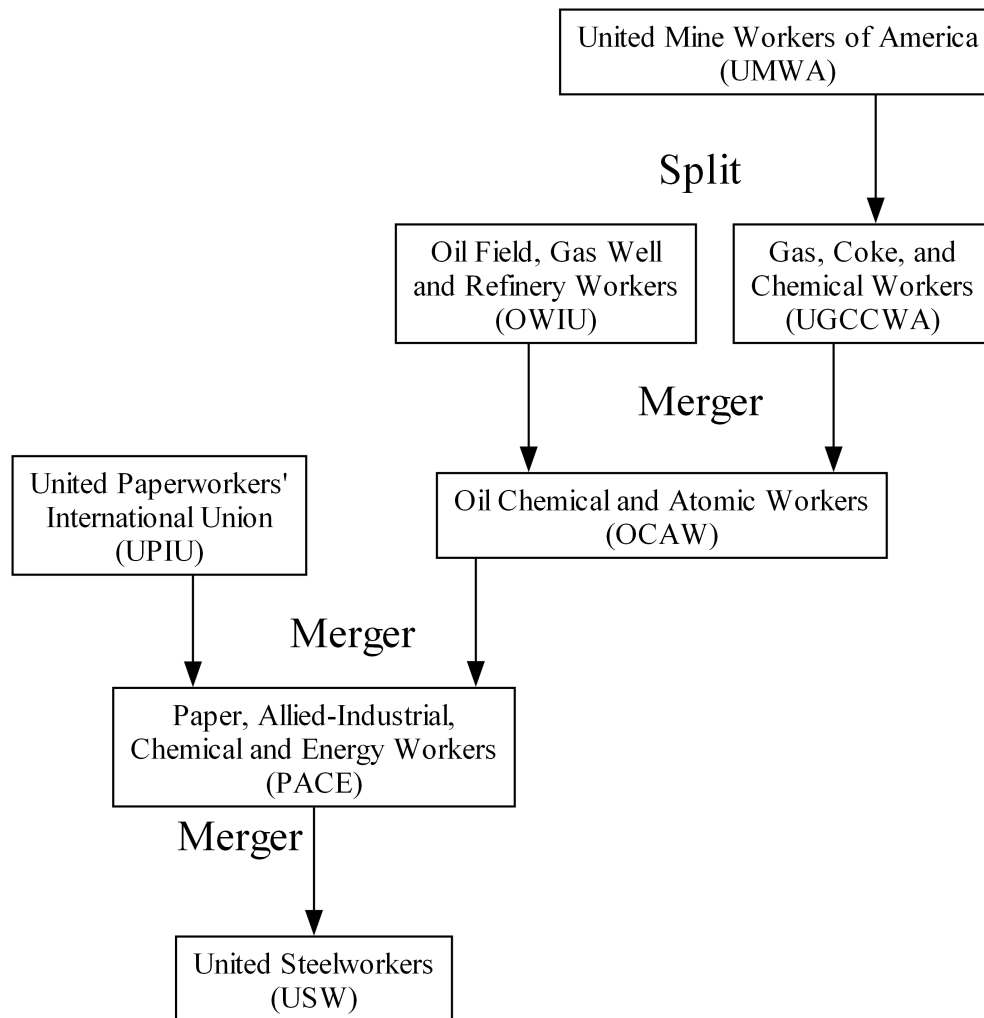 United Mine Workers of America
(UMWA)
Split
Oil Field, Gas Well
and Refinery Workers
(OWIU)
Gas, Coke, and
Chemical Workers
(UGCCWA)
Merger
United Paperworkers'
International Union
(UPIU)
Oil Chemical and Atomic Workers
(OCAW)
Merger
Paper, Allied-Industrial,
Chemical and Energy Workers
(PACE)
Merger
United Steelworkers
(USW)